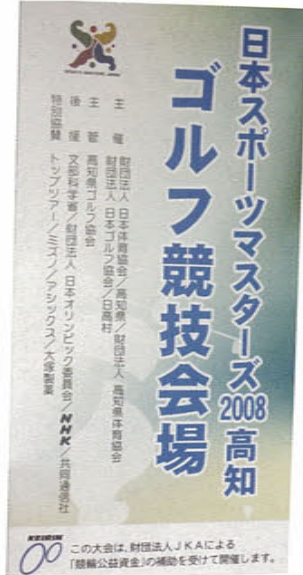 日本スポーツマスターズ2008高知
ゴルフ競技会場
主催 財団法人 日本体育協会/高知県/財団法人 高知県体育協会
財団法人 日本ゴルフ協会/日高村
主管 高知県ゴルフ協会
後援 文部科学省/財団法人 日本オリンピック委員会/NHK/共同通信社
特別協賛 トップツアー/ミズノ/アシックス/大塚製薬
SPORTS MASTERS JAPAN
KEIRIN
この大会は、財団法人JKAによる
「競輪公益資金」の補助を受けて開催します。